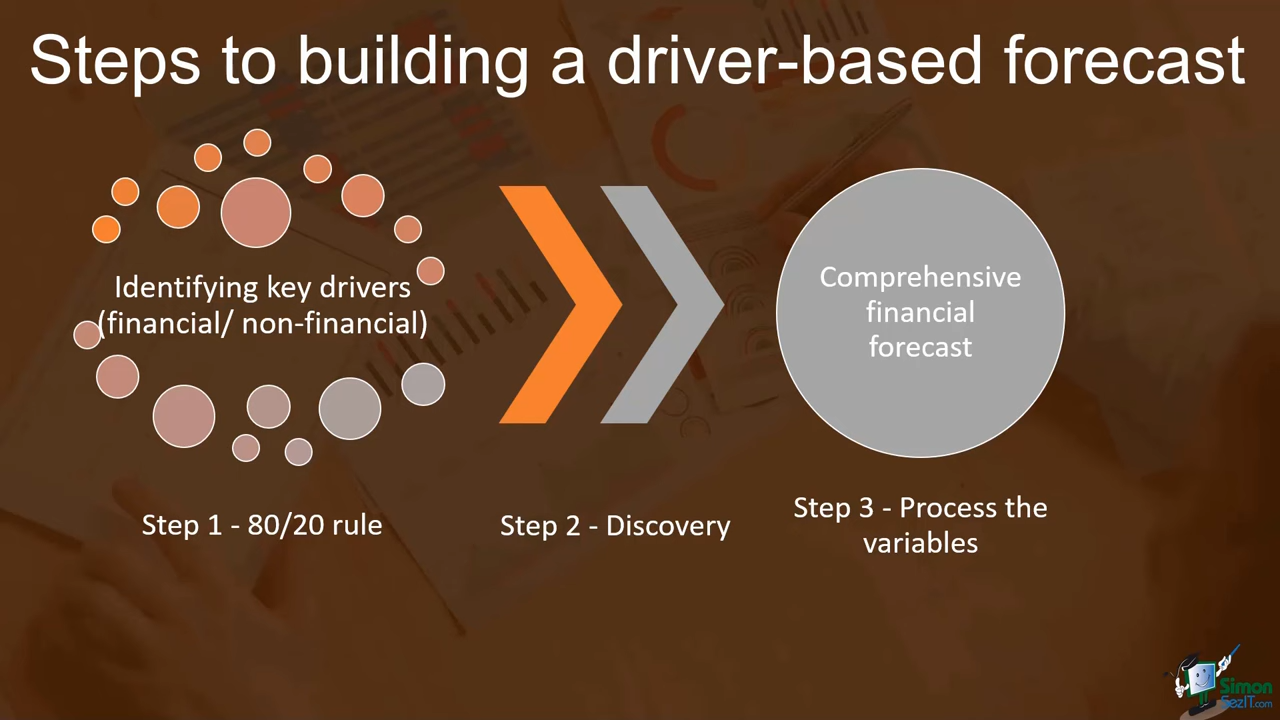 Steps to building a driver-based forecast
Identifying key drivers
(financial/ non-financial)
Comprehensive
financial
forecast
Step 1 - 80/20 rule
Step 2 - Discovery
Step 3 - Process the
variables
Simon
SezIT.com